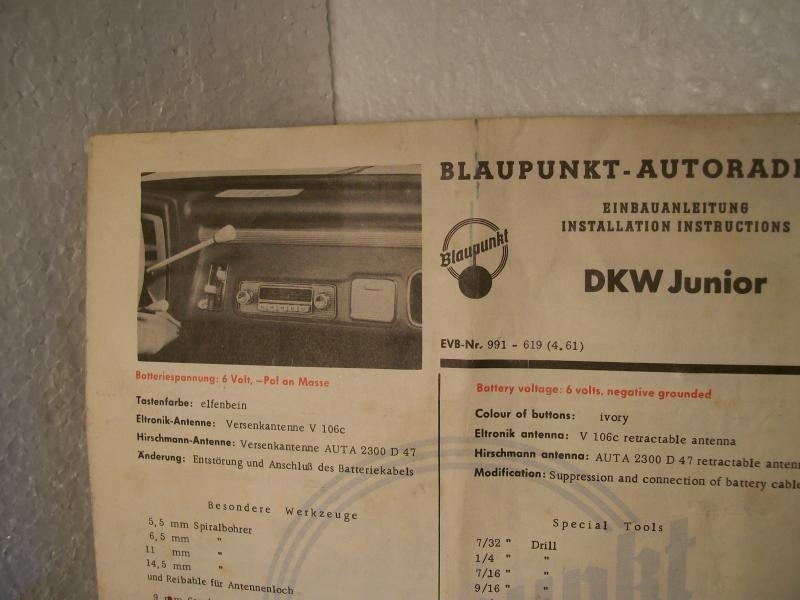 BLAUPUNKT-AUTORADI
EINBAUANLEITUNG
INSTALLATION INSTRUCTIONS
Blaupunkt
DKW Junior
EVB-Nr. 991 - 619 (4.61)
Batteriespannung: 6 Volt, -Pol an Masse
Tastenfarbe: elfenbein
Eltronik-Antenne: Versenkantenne V 106c
Hirschmann-Antenne: Versenkantenne AUTA 2300 D 47
Änderung: Entstörung und Anschluß des Batteriekabels
Besondere Werkzeuge
5,5 mm Spiralbohrer
6,5 mm "
11 mm "
14,5 mm "
und Reibahle für Antennenloch
9 mm
Battery voltage: 6 volts, negative grounded
Colour of buttons: ivory
Eltronik antenna: V 106c retractable antenna
Hirschmann antenna: AUTA 2300 D 47 retractable antenn
Modification: Suppression and connection of battery cable
Special Tools
7/32 " Drill
1/4 " "
7/16 " "
9/16 " "
punkt